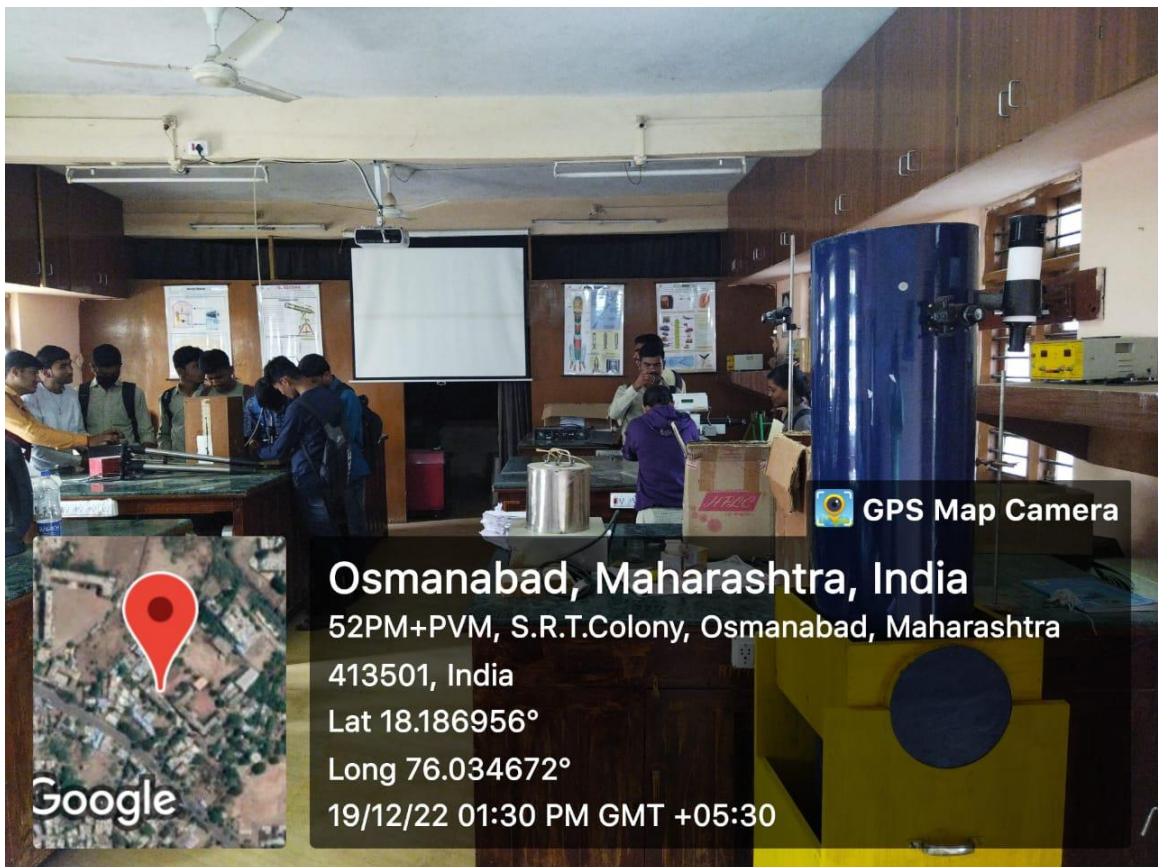 HPLC
GPS Map Camera
Osmanabad, Maharashtra, India
52PM+PVM, S.R.T.Colony, Osmanabad, Maharashtra
413501, India
Lat 18.186956°
Long 76.034672°
19/12/22 01:30 PM GMT +05:30
Google